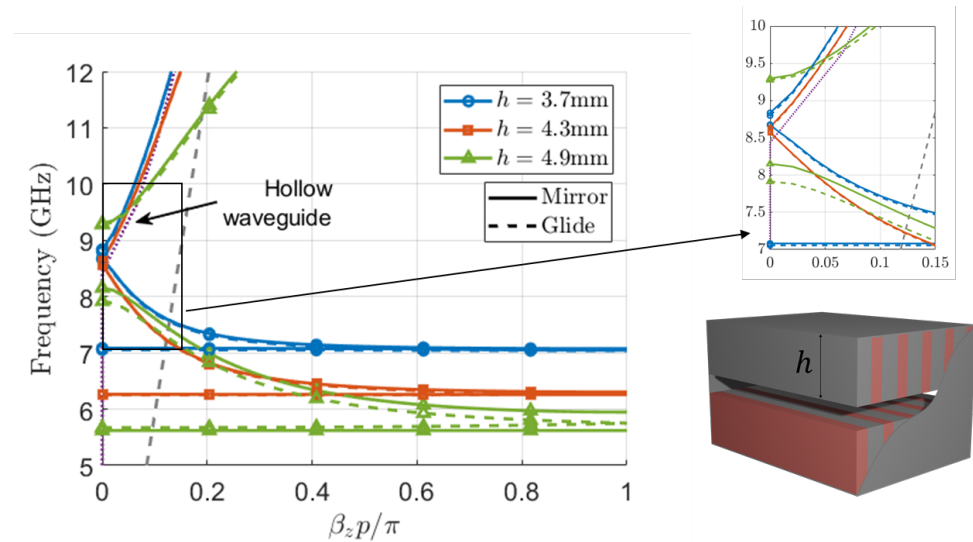 12
11
10
9
8
7
6
5
Frequency (GHz)
0
0.2
0.4
0.6
0.8
1
β_z p/π
h = 3.7mm
h = 4.3mm
h = 4.9mm
Mirror
Glide
Hollow
waveguide
10
9.5
9
8.5
8
7.5
7
0
0.05
0.1
0.15
h